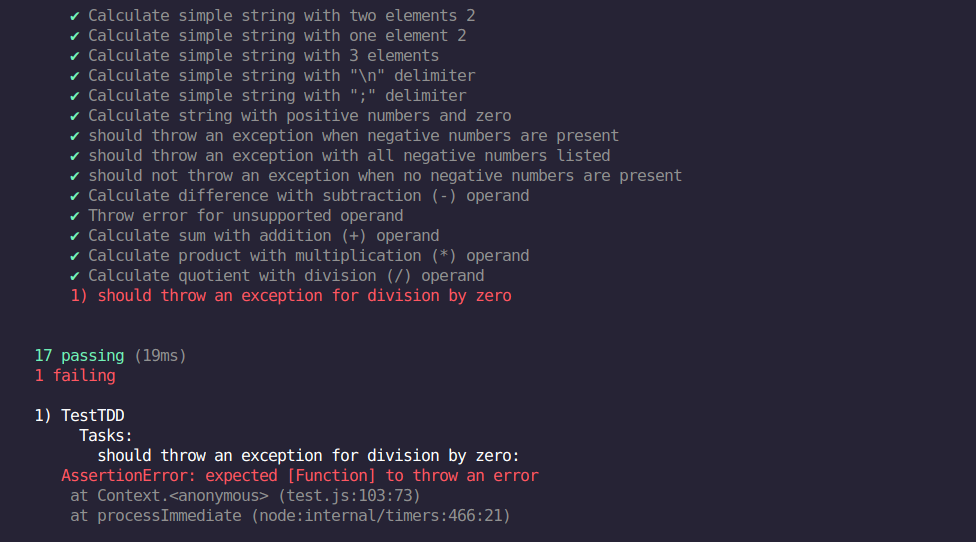 ✔ Calculate simple string with two elements 2
✔ Calculate simple string with one element 2
✔ Calculate simple string with 3 elements
✔ Calculate simple string with "\n" delimiter
✔ Calculate simple string with ";" delimiter
✔ Calculate string with positive numbers and zero
✔ should throw an exception when negative numbers are present
✔ should throw an exception with all negative numbers listed
✔ should not throw an exception when no negative numbers are present
✔ Calculate difference with subtraction (-) operand
✔ Throw error for unsupported operand
✔ Calculate sum with addition (+) operand
✔ Calculate product with multiplication (*) operand
✔ Calculate quotient with division (/) operand
1) should throw an exception for division by zero
17 passing (19ms)
1 failing
1) TestTDD
Tasks:
should throw an exception for division by zero:
AssertionError: expected [Function] to throw an error
at Context.<anonymous> (test.js:103:73)
at processImmediate (node:internal/timers:466:21)